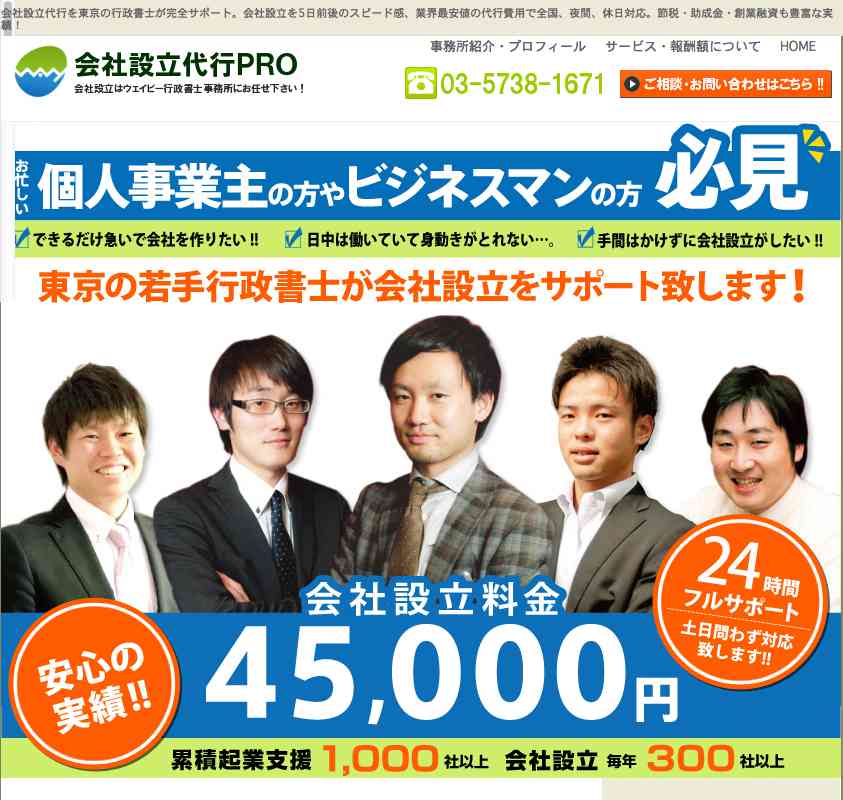 会社設立代行を東京の行政書士が完全サポート。会社設立を5日前後のスピード感、業界最安値の代行費用で全国、夜間、休日対応。節税・助成金・創業融資も豊富な実
績！
事務所紹介・プロフィール サービス・報酬額について HOME
way
会社設立代行PRO
会社設立はウェイビー行政書士事務所にお任せ下さい！
03-5738-1671
ご相談・お問い合わせはこちら !!
お忙しい
個人事業主の方やビジネスマンの方 必見
できるだけ急いで会社を作りたい !!
日中は働いていて身動きがとれない…。
手間はかけずに会社設立がしたい !!
東京の若手行政書士が会社設立をサポート致します！
24時間
フルサポート
土日問わず対応
致します!!
会社設立料金
45,000円
安心の
実績!!
累積起業支援 1,000社以上 会社設立 毎年 300社以上